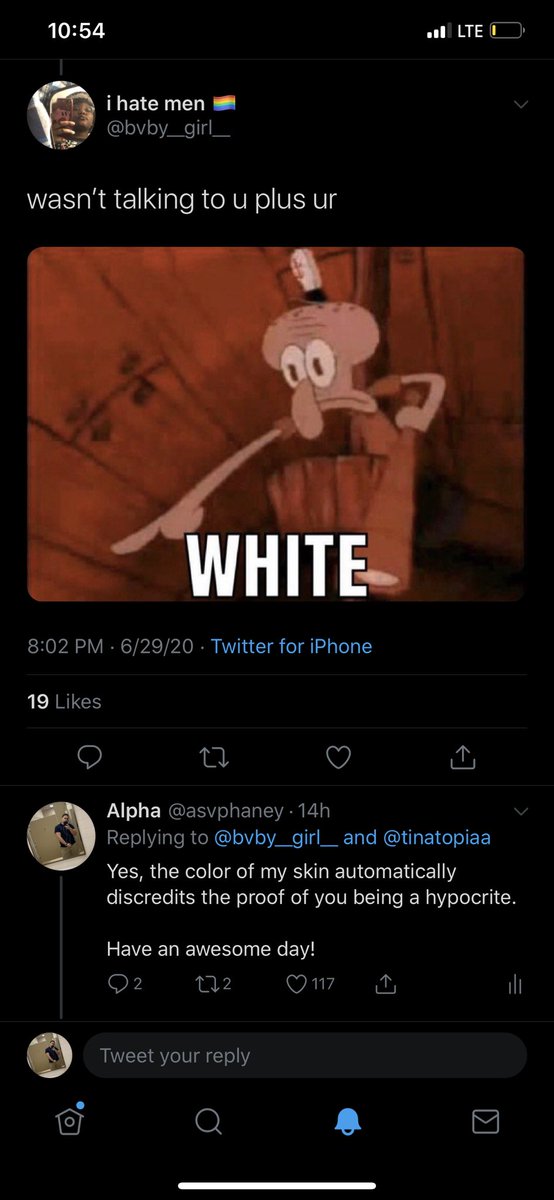 10:54
LTE
i hate men 🏳️‍🌈
@bvby__girl__
wasn’t talking to u plus ur
WHITE
8:02 PM · 6/29/20 · Twitter for iPhone
19 Likes
Alpha @asvphaney · 14h
Replying to @bvby__girl__ and @tinatopiaa
Yes, the color of my skin automatically
discredits the proof of you being a hypocrite.
Have an awesome day!
2 2 117
Tweet your reply